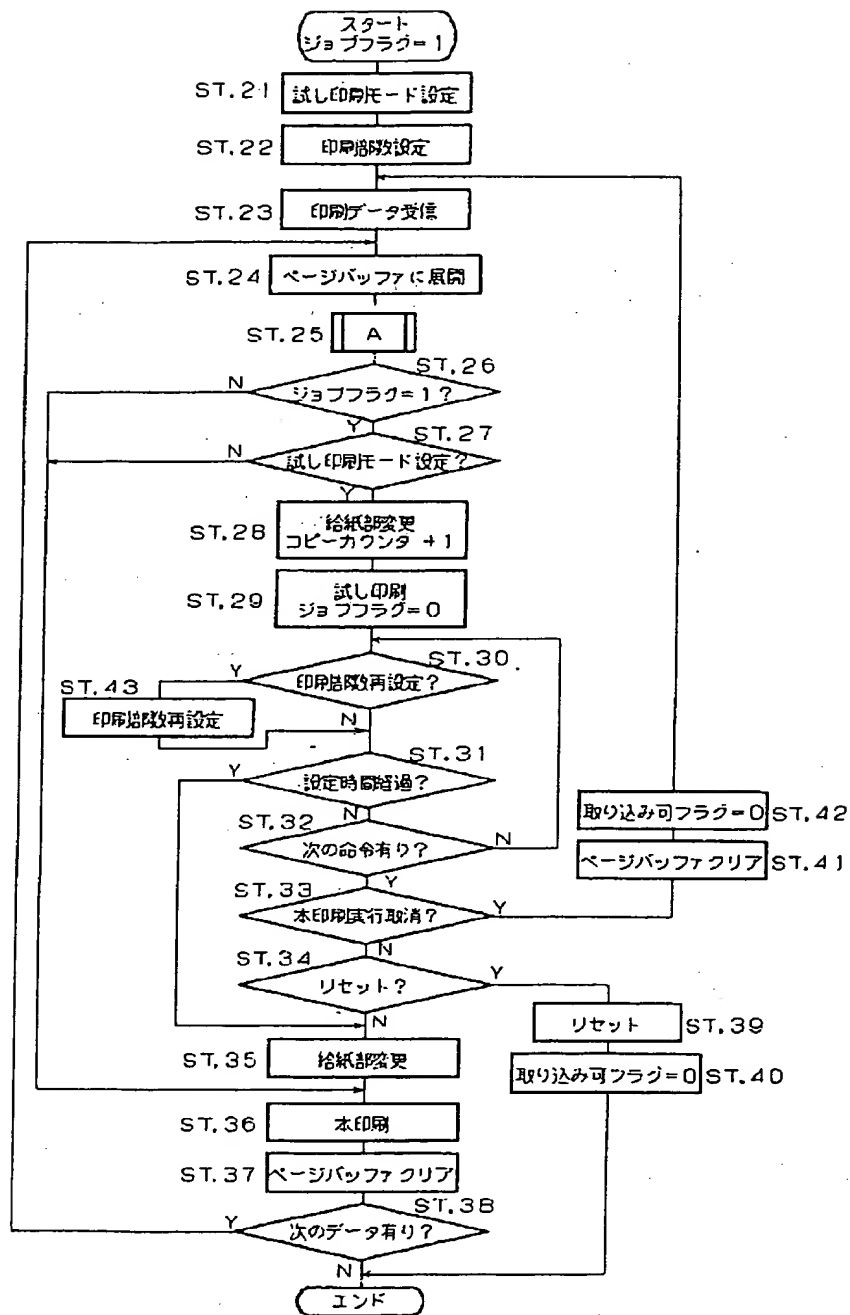 スタート
ジョブフラグ=1
ST.21
試し印刷モード設定
ST.22
印刷部数設定
ST.23
印刷データ受信
ST.24
ページバッファに展開
ST.25
A
ST.26
N
ジョブフラグ=1?
Y
ST.27
N
試し印刷モード設定?
Y
ST.28
給紙部変更
コピーカウンタ +1
ST.29
試し印刷
ジョブフラグ=0
ST.30
Y
印刷部数再設定?
ST.43
印刷部数再設定
N
ST.31
Y
設定時間経過?
N
ST.32
次の命令有り?
N
Y
取り込み可フラグ=0
ST.42
ページバッファクリア
ST.41
ST.33
本印刷実行取消?
Y
N
ST.34
リセット?
Y
N
リセット
ST.39
取り込み可フラグ=0
ST.40
ST.35
給紙部変更
ST.36
本印刷
ST.37
ページバッファクリア
ST.38
Y
次のデータ有り?
N
エンド